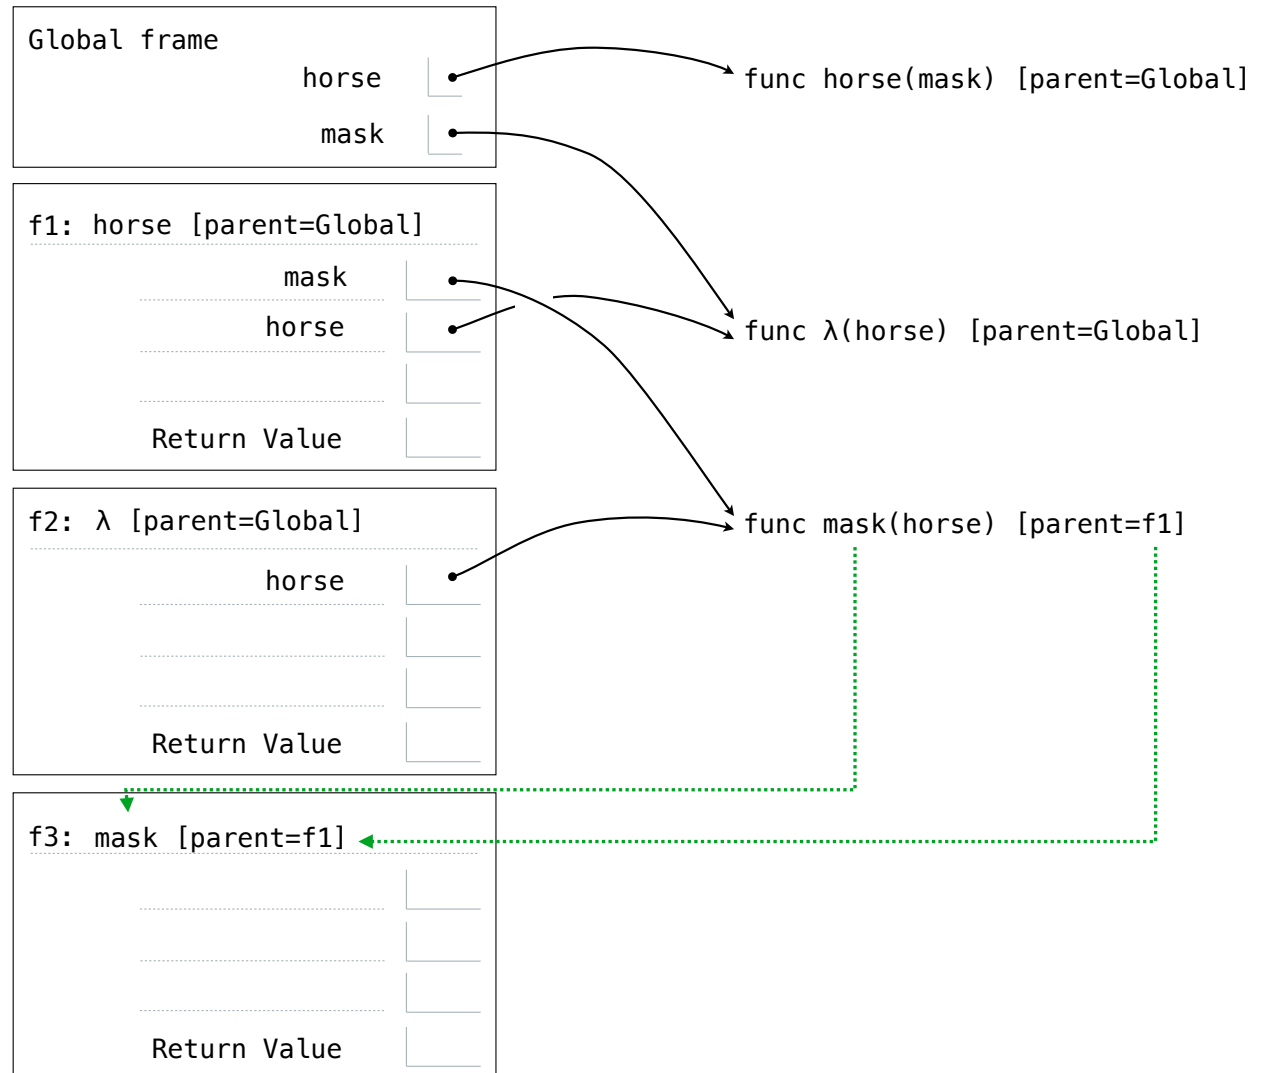 Global frame
horse
func horse(mask) [parent=Global]
mask
f1: horse [parent=Global]
mask
horse
func λ(horse) [parent=Global]
Return Value
f2: λ [parent=Global]
func mask(horse) [parent=f1]
horse
Return Value
f3: mask [parent=f1]
Return Value